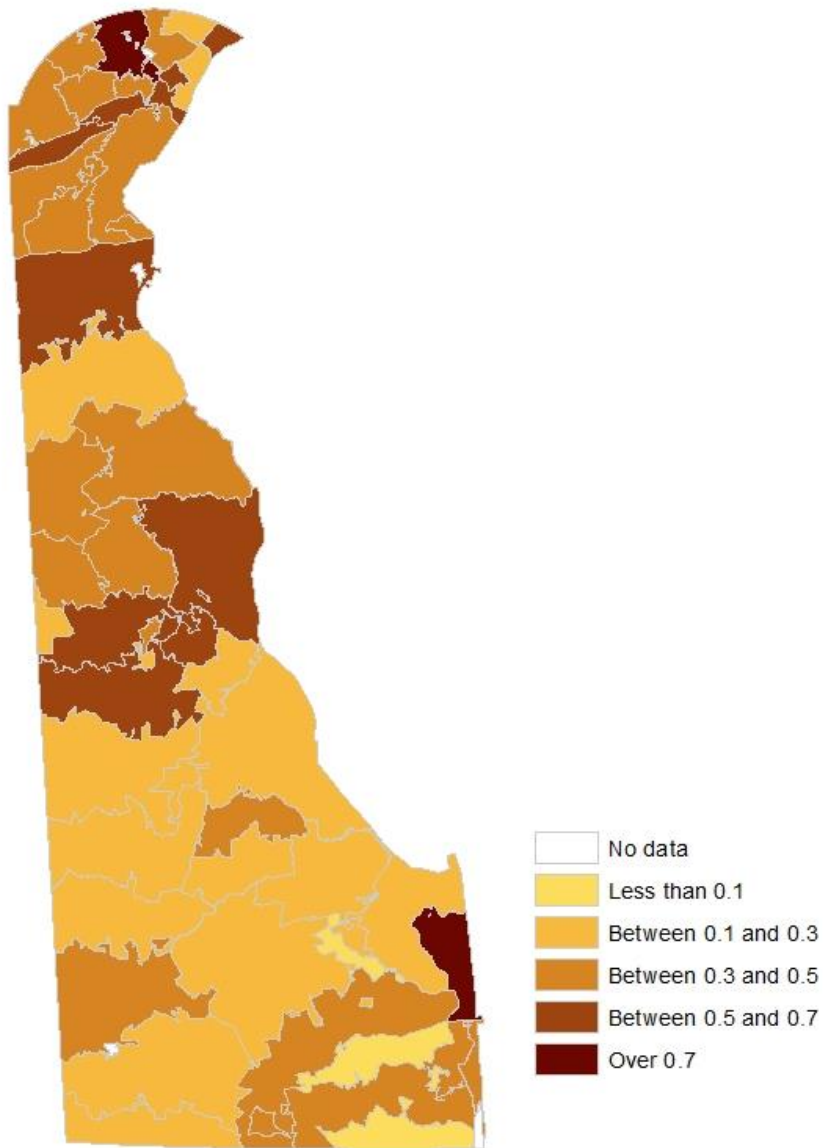 No data
Less than 0.1
Between 0.1 and 0.3
Between 0.3 and 0.5
Between 0.5 and 0.7
Over 0.7